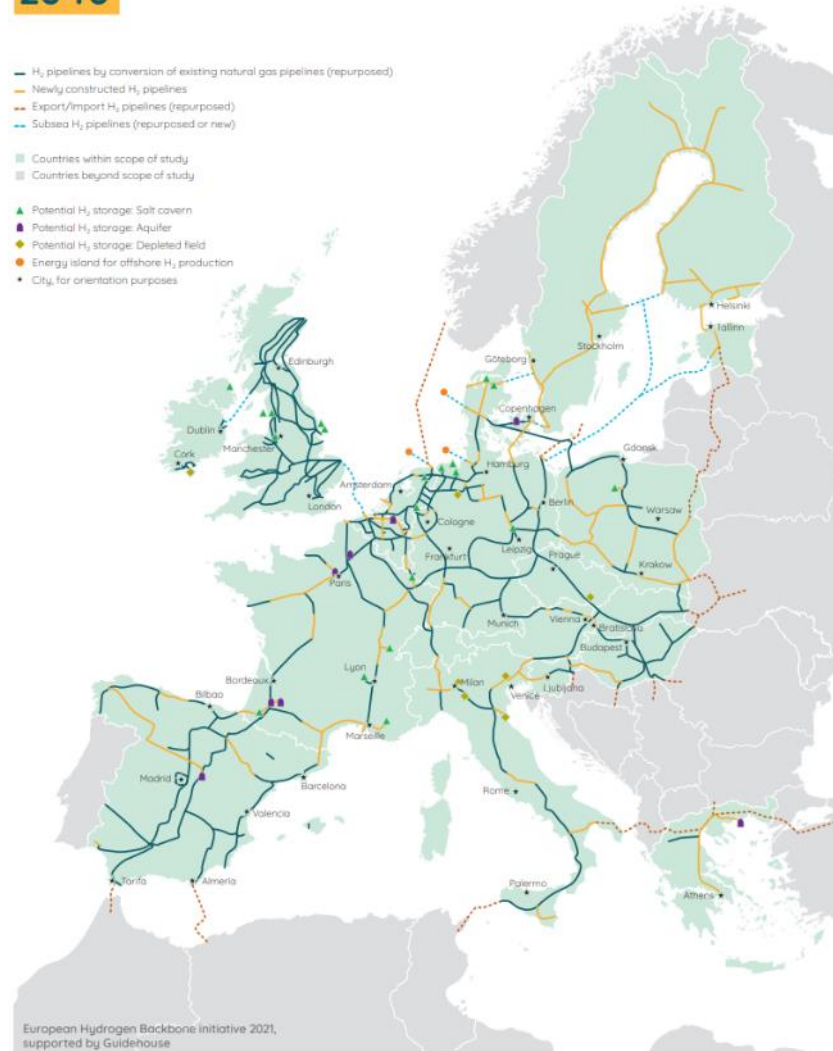 H₂ pipelines by conversion of existing natural gas pipelines (repurposed)
Newly constructed H₂ pipelines
Export/Import H₂ pipelines (repurposed)
Subsea H₂ pipelines (repurposed or new)
Countries within scope of study
Countries beyond scope of study
Potential H₂ storage: Salt cavern
Potential H₂ storage: Aquifer
Potential H₂ storage: Depleted field
Energy island for offshore H₂ production
City, for orientation purposes
Helsinki
Tallinn
Stockholm
Göteborg
Edinburgh
Copenhagen
Dublin
Manchester
Cork
Gdansk
Hamburg
Amsterdam
London
Berlin
Warsaw
Cologne
Leipzig
Frankfurt
Prague
Krakow
Paris
Munich
Vienna
Bratislava
Budapest
Lyon
Milan
Ljubljana
Venice
Bordeaux
Bilbao
Marseille
Madrid
Barcelona
Rome
Valencia
Tarifa
Almeria
Palermo
Athens
European Hydrogen Backbone initiative 2021,
supported by Guidehouse